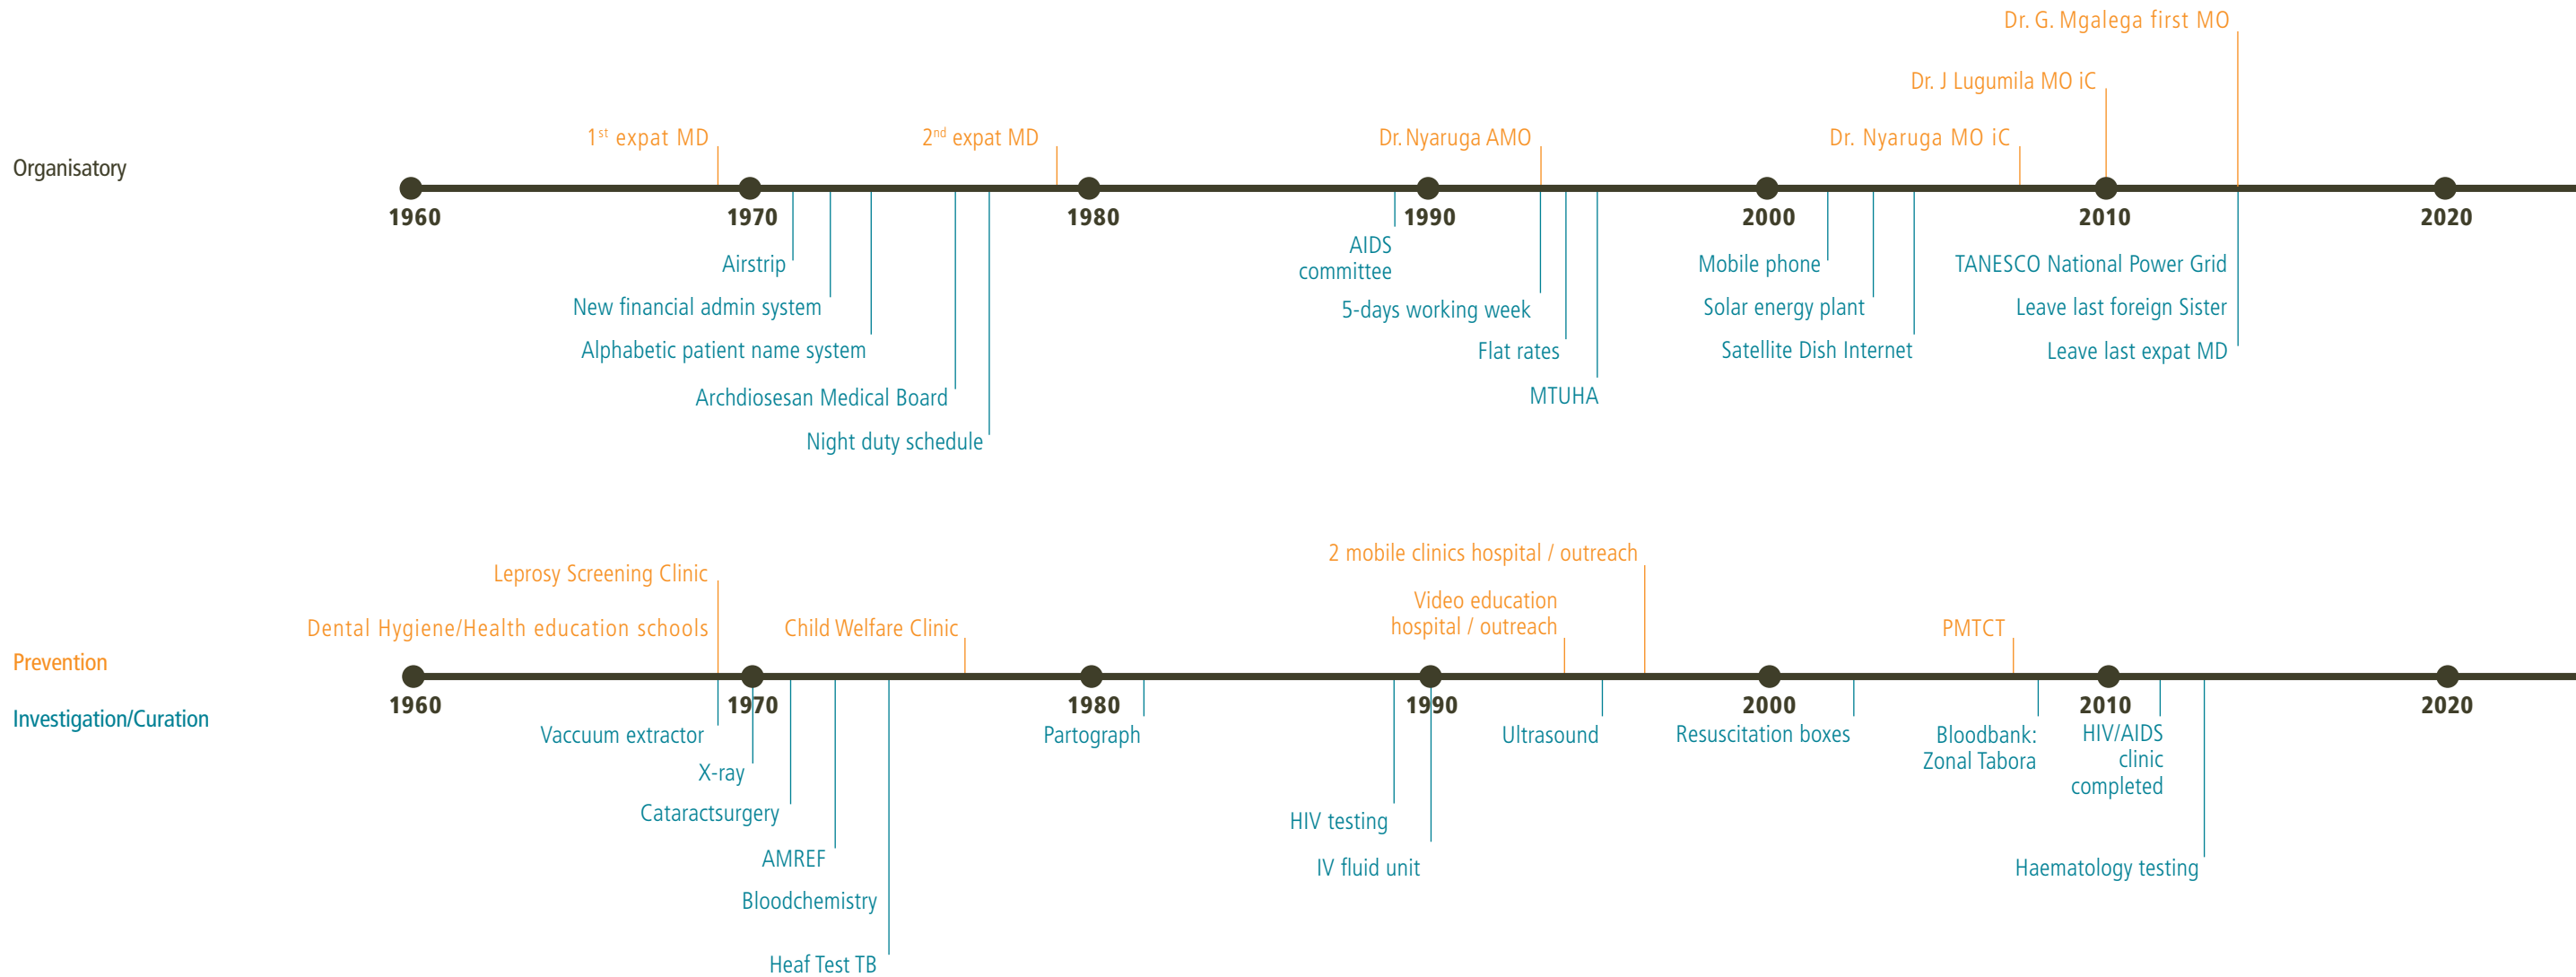 Dr. G. Mgalega first MO
Dr. J Lugumila MO iC
1st expat MD
2nd expat MD
Dr. Nyaruga AMO
Dr. Nyaruga MO iC
Organisatory
1960
1970
1980
1990
2000
2010
2020
AIDS
committee
Airstrip
Mobile phone
TANESCO National Power Grid
New financial admin system
5-days working week
Solar energy plant
Leave last foreign Sister
Alphabetic patient name system
Flat rates
Satellite Dish Internet
Leave last expat MD
Archdiosesan Medical Board
MTUHA
Night duty schedule
2 mobile clinics hospital / outreach
Leprosy Screening Clinic
Video education
hospital / outreach
Dental Hygiene/Health education schools
Child Welfare Clinic
PMTCT
Prevention
1960
1970
1980
1990
2000
2010
2020
Investigation/Curation
Vaccuum extractor
Partograph
Ultrasound
Resuscitation boxes
Bloodbank:
Zonal Tabora
HIV/AIDS
clinic
completed
X-ray
Cataractsurgery
HIV testing
AMREF
IV fluid unit
Haematology testing
Bloodchemistry
Heaf Test TB